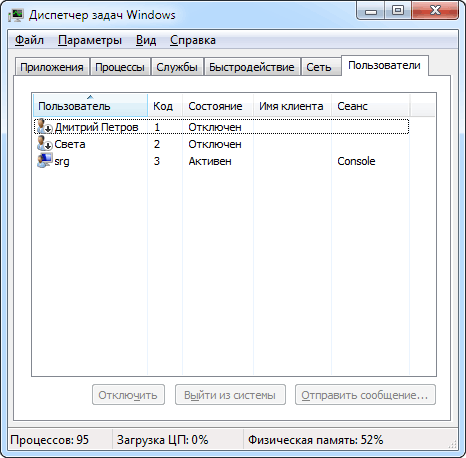 Диспетчер задач Windows
Файл Параметры Вид Справка
Приложения Процессы Службы Быстродействие Сеть Пользователи
Пользователь Код Состояние Имя клиента Сеанс
Дмитрий Петров 1 Отключен
Света 2 Отключен
srg 3 Активен Console
Отключить Выйти из системы Отправить сообщение...
Процессов: 95 Загрузка ЦП: 0% Физическая память: 52%